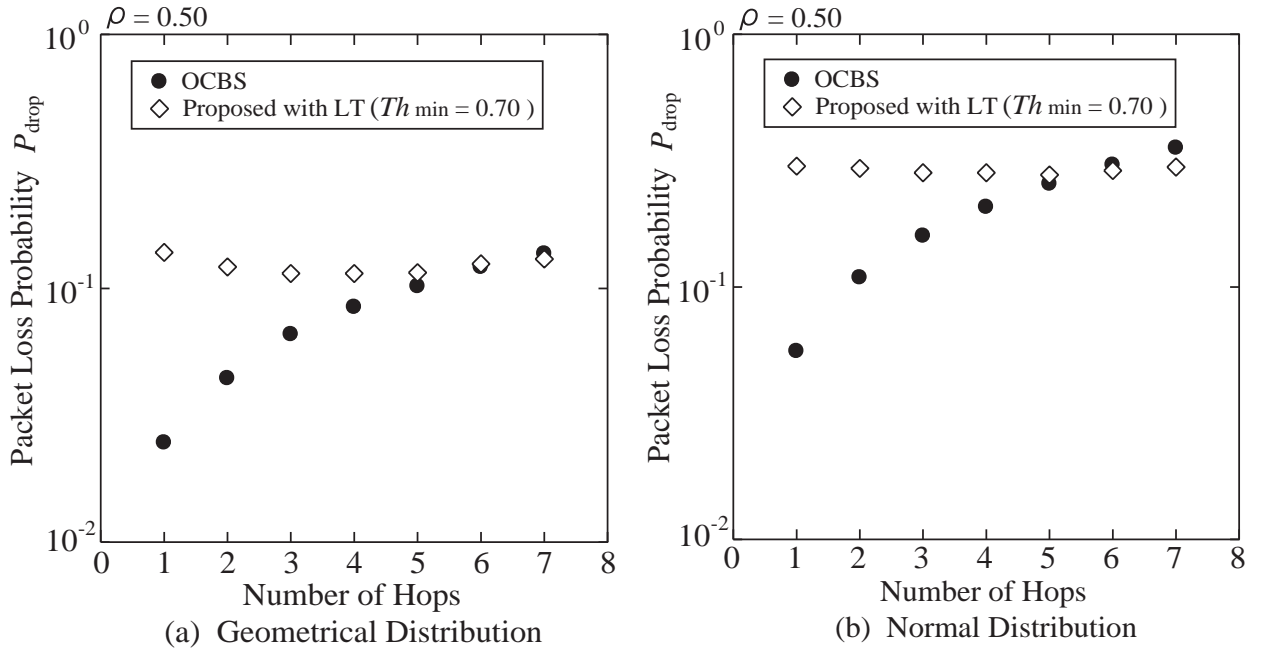 ρ = 0.50
10^0
OCBS
Proposed with LT (Th min = 0.70 )
Packet Loss Probability P_drop
10^-1
10^-2
0 1 2 3 4 5 6 7 8
Number of Hops
(a) Geometrical Distribution
ρ = 0.50
10^0
OCBS
Proposed with LT (Th min = 0.70 )
Packet Loss Probability P_drop
10^-1
10^-2
0 1 2 3 4 5 6 7 8
Number of Hops
(b) Normal Distribution